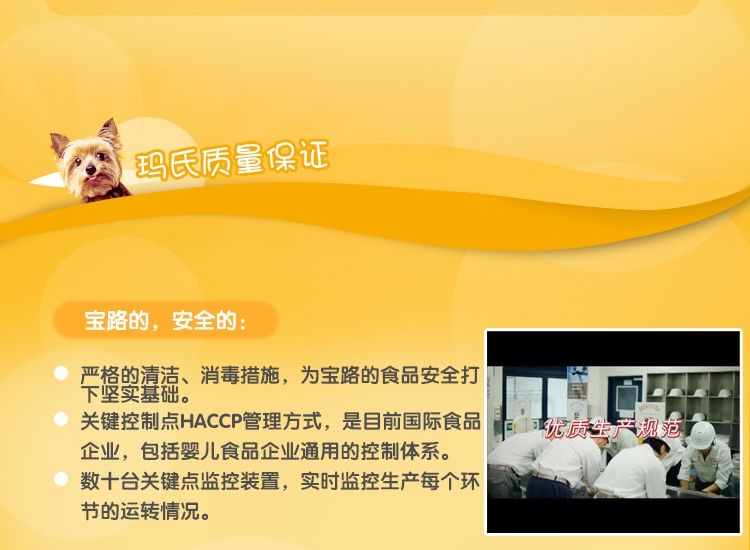 玛氏质量保证
宝路的，安全的：
严格的清洁、消毒措施，为宝路的食品安全打
下坚实基础。
关键控制点HACCP管理方式，是目前国际食品
企业，包括婴儿食品企业通用的控制体系。
数十台关键点监控装置，实时监控生产每个环
节的运转情况。
优质生产规范